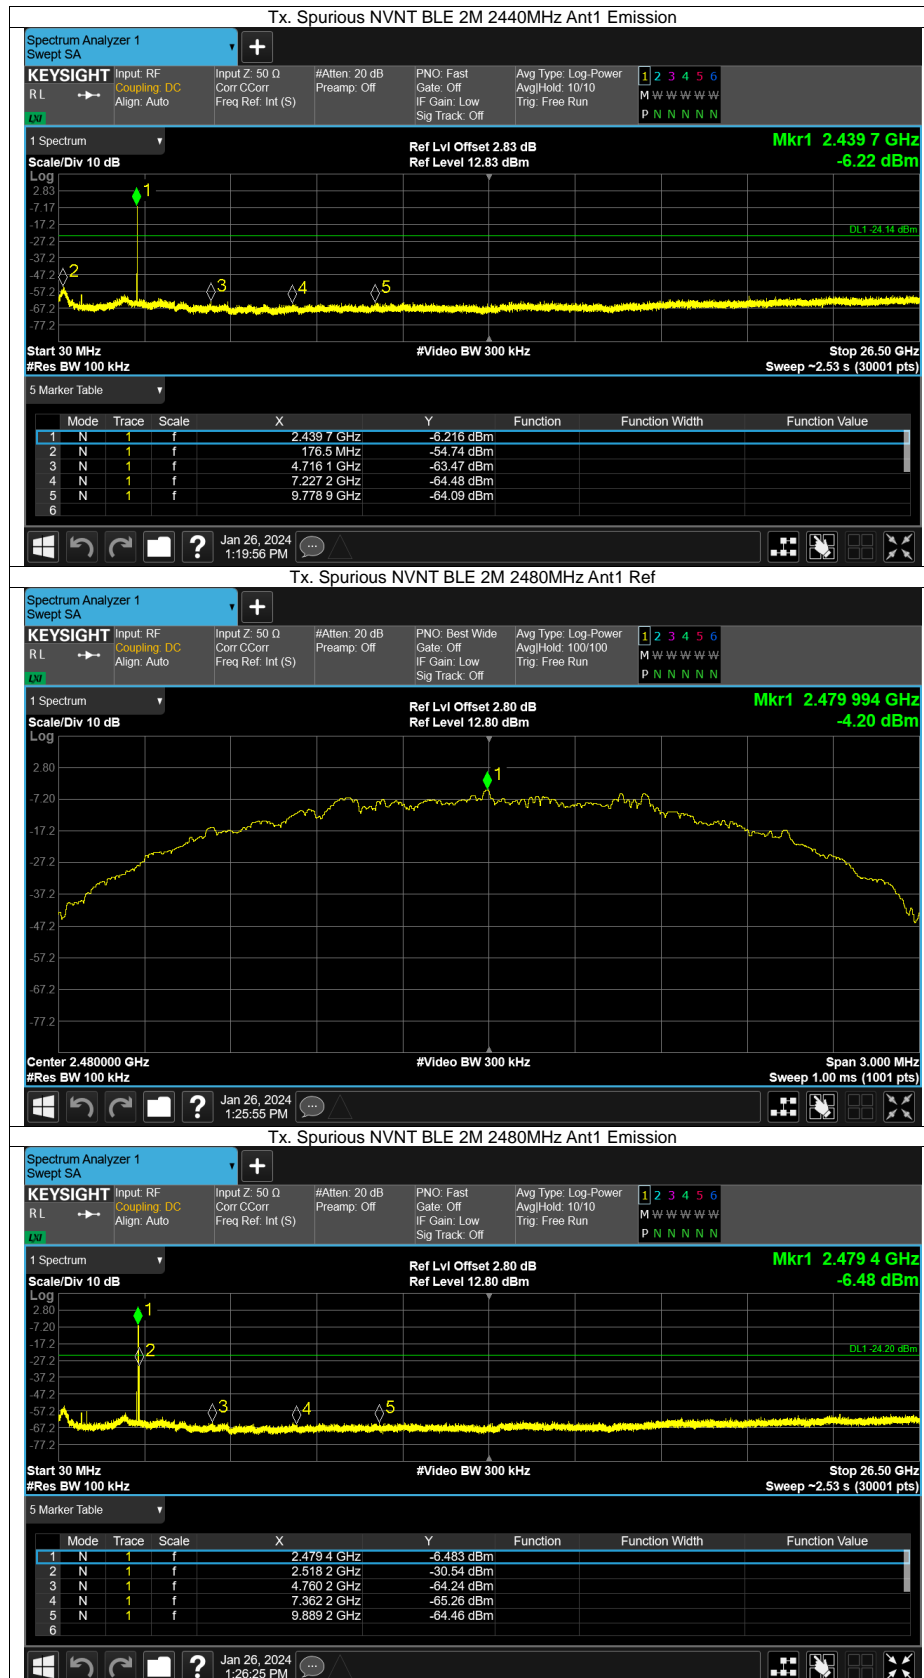 Tx. Spurious NVNT BLE 2M 2440MHz Ant1 Emission
Spectrum Analyzer 1
Swept SA
KEYSIGHT Input: RF Input Z: 50 Ω #Atten: 20 dB PNO: Fast Avg Type: Log-Power 1 2 3 4 5 6
R L Coupling: DC Corr CCorr Preamp: Off Gate: Off Avg|Hold: 10/10 M W W W W W
Align: Auto Freq Ref: Int (S) IF Gain: Low Trig: Free Run
LXI Sig Track: Off P N N N N N
1 Spectrum Ref Lvl Offset 2.83 dB Mkr1 2.439 7 GHz
Scale/Div 10 dB Ref Level 12.83 dBm -6.22 dBm
Log
2.83 1
-7.17
-17.2
DL1 -24.14 dBm
-27.2
-37.2
-47.2 2
-57.2 3 4 5
-67.2
-77.2
Start 30 MHz #Video BW 300 kHz Stop 26.50 GHz
#Res BW 100 kHz Sweep ~2.53 s (30001 pts)
5 Marker Table
Mode Trace Scale X Y Function Function Width Function Value
1 N 1 f 2.439 7 GHz -6.216 dBm
2 N 1 f 176.5 MHz -54.74 dBm
3 N 1 f 4.716 1 GHz -63.47 dBm
4 N 1 f 7.227 2 GHz -64.48 dBm
5 N 1 f 9.778 9 GHz -64.09 dBm
6
? Jan 26, 2024
1:19:56 PM
Tx. Spurious NVNT BLE 2M 2480MHz Ant1 Ref
Spectrum Analyzer 1
Swept SA
KEYSIGHT Input: RF Input Z: 50 Ω #Atten: 20 dB PNO: Best Wide Avg Type: Log-Power 1 2 3 4 5 6
R L Coupling: DC Corr CCorr Preamp: Off Gate: Off Avg|Hold: 100/100 M W W W W W
Align: Auto Freq Ref: Int (S) IF Gain: Low Trig: Free Run
LXI Sig Track: Off P N N N N N
1 Spectrum Ref Lvl Offset 2.80 dB Mkr1 2.479 994 GHz
Scale/Div 10 dB Ref Level 12.80 dBm -4.20 dBm
Log
2.80 1
-7.20
-17.2
-27.2
-37.2
-47.2
-57.2
-67.2
-77.2
Center 2.480000 GHz #Video BW 300 kHz Span 3.000 MHz
#Res BW 100 kHz Sweep 1.00 ms (1001 pts)
? Jan 26, 2024
1:25:55 PM
Tx. Spurious NVNT BLE 2M 2480MHz Ant1 Emission
Spectrum Analyzer 1
Swept SA
KEYSIGHT Input: RF Input Z: 50 Ω #Atten: 20 dB PNO: Fast Avg Type: Log-Power 1 2 3 4 5 6
R L Coupling: DC Corr CCorr Preamp: Off Gate: Off Avg|Hold: 10/10 M W W W W W
Align: Auto Freq Ref: Int (S) IF Gain: Low Trig: Free Run
LXI Sig Track: Off P N N N N N
1 Spectrum Ref Lvl Offset 2.80 dB Mkr1 2.479 4 GHz
Scale/Div 10 dB Ref Level 12.80 dBm -6.48 dBm
Log
2.80 1
-7.20
-17.2 2
DL1 -24.20 dBm
-27.2
-37.2
-47.2
-57.2 3 4 5
-67.2
-77.2
Start 30 MHz #Video BW 300 kHz Stop 26.50 GHz
#Res BW 100 kHz Sweep ~2.53 s (30001 pts)
5 Marker Table
Mode Trace Scale X Y Function Function Width Function Value
1 N 1 f 2.479 4 GHz -6.483 dBm
2 N 1 f 2.518 2 GHz -30.54 dBm
3 N 1 f 4.760 2 GHz -64.24 dBm
4 N 1 f 7.362 2 GHz -65.26 dBm
5 N 1 f 9.889 2 GHz -64.46 dBm
6
? Jan 26, 2024
1:26:25 PM